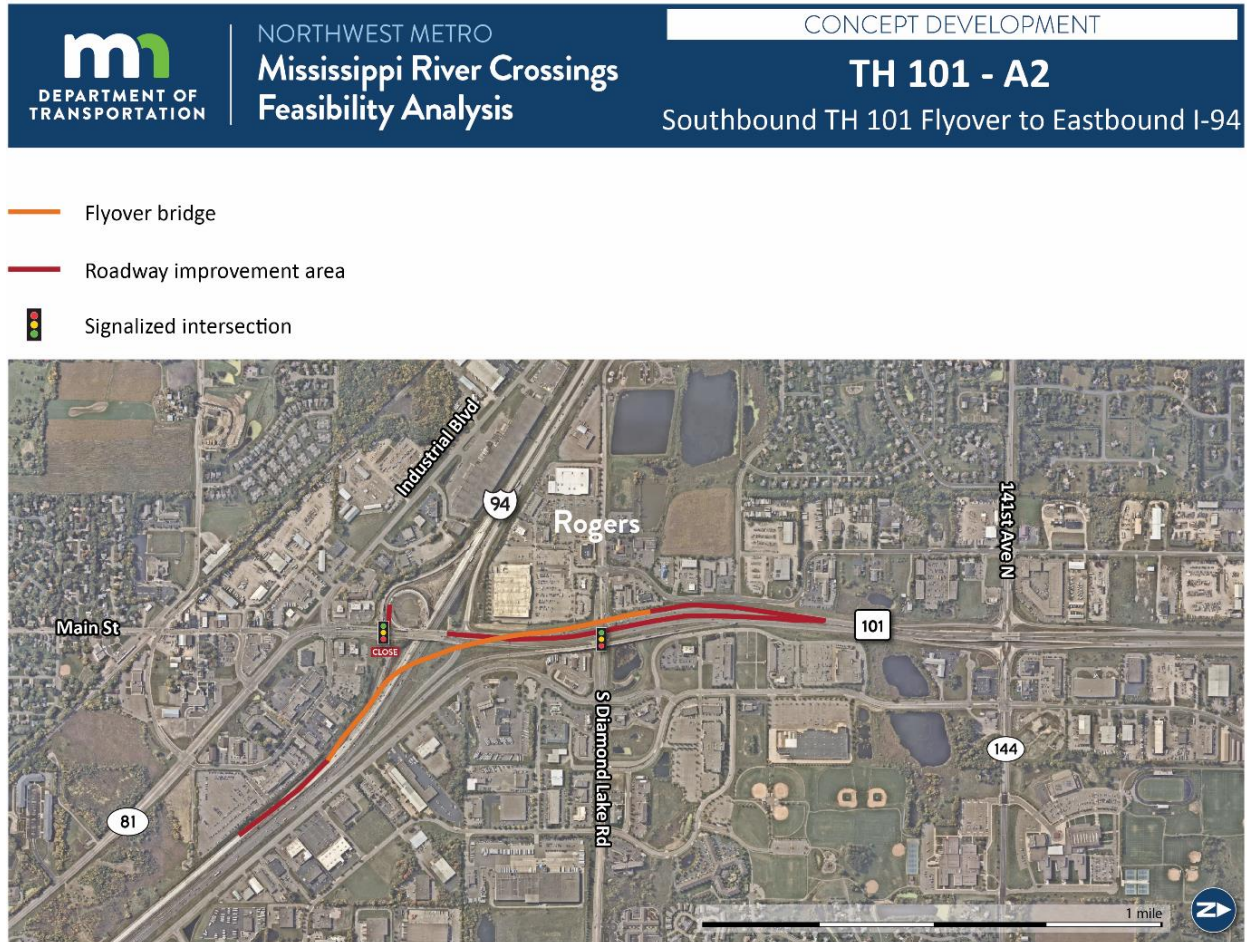 mn
DEPARTMENT OF
TRANSPORTATION
NORTHWEST METRO
Mississippi River Crossings
Feasibility Analysis
CONCEPT DEVELOPMENT
TH 101 - A2
Southbound TH 101 Flyover to Eastbound I-94
Flyover bridge
Roadway improvement area
Signalized intersection
Industrial Blvd
94
Rogers
141st Ave N
Main St
CLOSE
101
S Diamond Lake Rd
144
81
1 mile
N